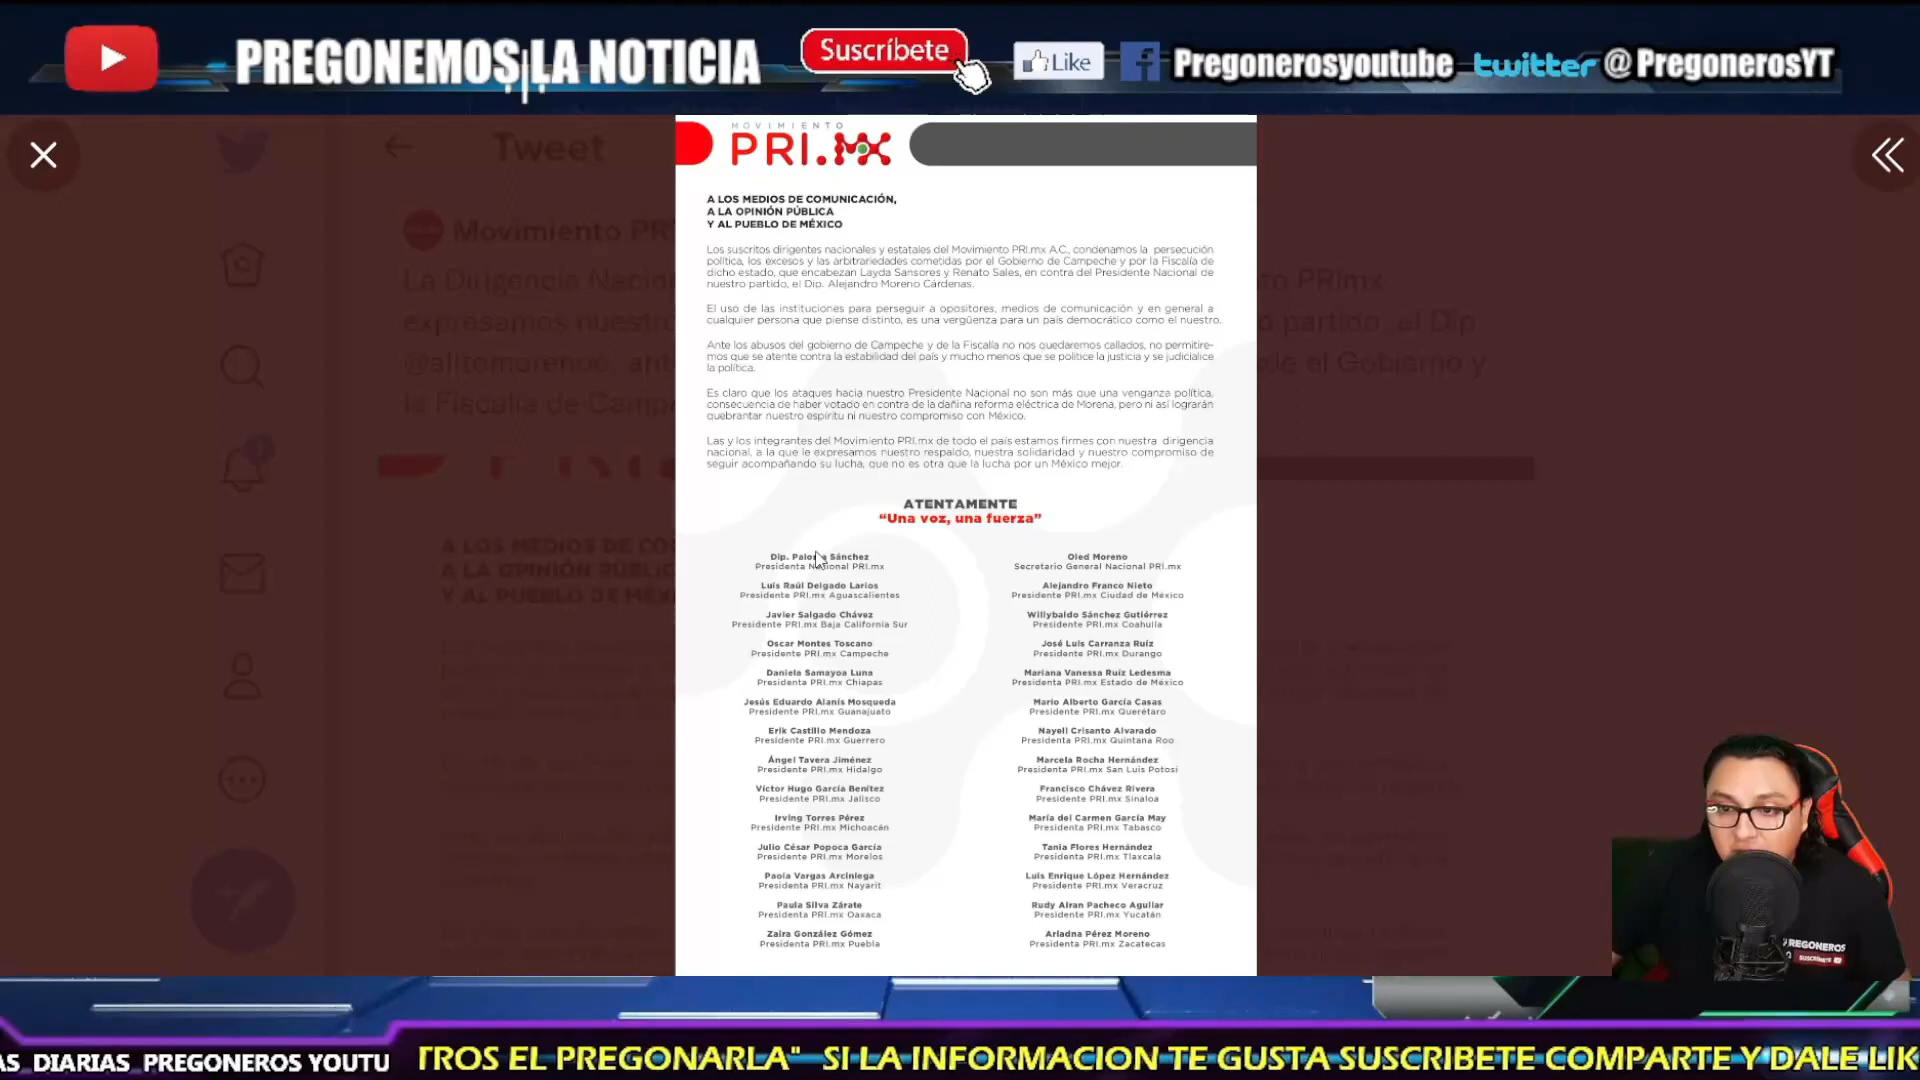 PREGONEMOS LA NOTICIA
Suscríbete
Like
Pregonerosyoutube
twitter @PregonerosYT
Tweet
MOVIMIENTO
PRI.MX
A LOS MEDIOS DE COMUNICACIÓN,
A LA OPINIÓN PÚBLICA
Y AL PUEBLO DE MÉXICO
Los suscritos dirigentes nacionales y estatales del Movimiento PRI.mx A.C., condenamos la persecución
política, los excesos y las arbitrariedades cometidas por el Gobierno de Campeche y por la Fiscalía de
dicho estado, que encabezan Layda Sansores y Renato Sales, en contra del Presidente Nacional de
nuestro partido, el Dip. Alejandro Moreno Cárdenas.
El uso de las instituciones para perseguir a opositores, medios de comunicación y en general a
cualquier persona que piense distinto, es una vergüenza para un país democrático como el nuestro.
Ante los abusos del gobierno de Campeche y de la Fiscalía no nos quedaremos callados, no permitire-
mos que se atente contra la estabilidad del país y mucho menos que se politice la justicia y se judicialice
la política.
Es claro que los ataques hacia nuestro Presidente Nacional no son más que una venganza política,
consecuencia de haber votado en contra de la dañina reforma eléctrica de Morena, pero ni así lograrán
quebrantar nuestro espíritu ni nuestro compromiso con México.
Las y los integrantes del Movimiento PRI.mx de todo el país estamos firmes con nuestra dirigencia
nacional, a la que le expresamos nuestro respaldo, nuestra solidaridad y nuestro compromiso de
seguir acompañando su lucha, que no es otra que la lucha por un México mejor.
ATENTAMENTE
"Una voz, una fuerza"
Dip. Paloma Sánchez
Presidenta Nacional PRI.mx
Luis Raúl Delgado Larios
Presidente PRI.mx Aguascalientes
Javier Salgado Chávez
Presidente PRI.mx Baja California Sur
Oscar Montes Toscano
Presidente PRI.mx Campeche
Daniela Samayoa Luna
Presidenta PRI.mx Chiapas
Jesús Eduardo Alanís Mosqueda
Presidente PRI.mx Guanajuato
Erik Castillo Mendoza
Presidente PRI.mx Guerrero
Ángel Tavera Jiménez
Presidente PRI.mx Hidalgo
Víctor Hugo García Benítez
Presidente PRI.mx Jalisco
Irving Torres Pérez
Presidente PRI.mx Michoacán
Julio César Popoca García
Presidente PRI.mx Morelos
Paola Vargas Arciniega
Presidenta PRI.mx Nayarit
Paula Silva Zárate
Presidenta PRI.mx Oaxaca
Zaira González Gómez
Presidenta PRI.mx Puebla
Oled Moreno
Secretario General Nacional PRI.mx
Alejandro Franco Nieto
Presidente PRI.mx Ciudad de México
Willybaldo Sánchez Gutiérrez
Presidente PRI.mx Coahuila
José Luis Carranza Ruíz
Presidente PRI.mx Durango
Mariana Vanessa Ruíz Ledesma
Presidenta PRI.mx Estado de México
Mario Alberto García Casas
Presidente PRI.mx Querétaro
Nayeli Crisanto Alvarado
Presidenta PRI.mx Quintana Roo
Marcela Rocha Hernández
Presidenta PRI.mx San Luis Potosí
Francisco Chávez Rivera
Presidente PRI.mx Sinaloa
María del Carmen García May
Presidenta PRI.mx Tabasco
Tania Flores Hernández
Presidenta PRI.mx Tlaxcala
Luis Enrique López Hernández
Presidente PRI.mx Veracruz
Rudy Airan Pacheco Aguilar
Presidente PRI.mx Yucatán
Ariadna Pérez Moreno
Presidenta PRI.mx Zacatecas
AS DIARIAS PREGONEROS YOUTU
TROS EL PREGONARLA" SI LA INFORMACION TE GUSTA SUSCRIBETE COMPARTE Y DALE LIK